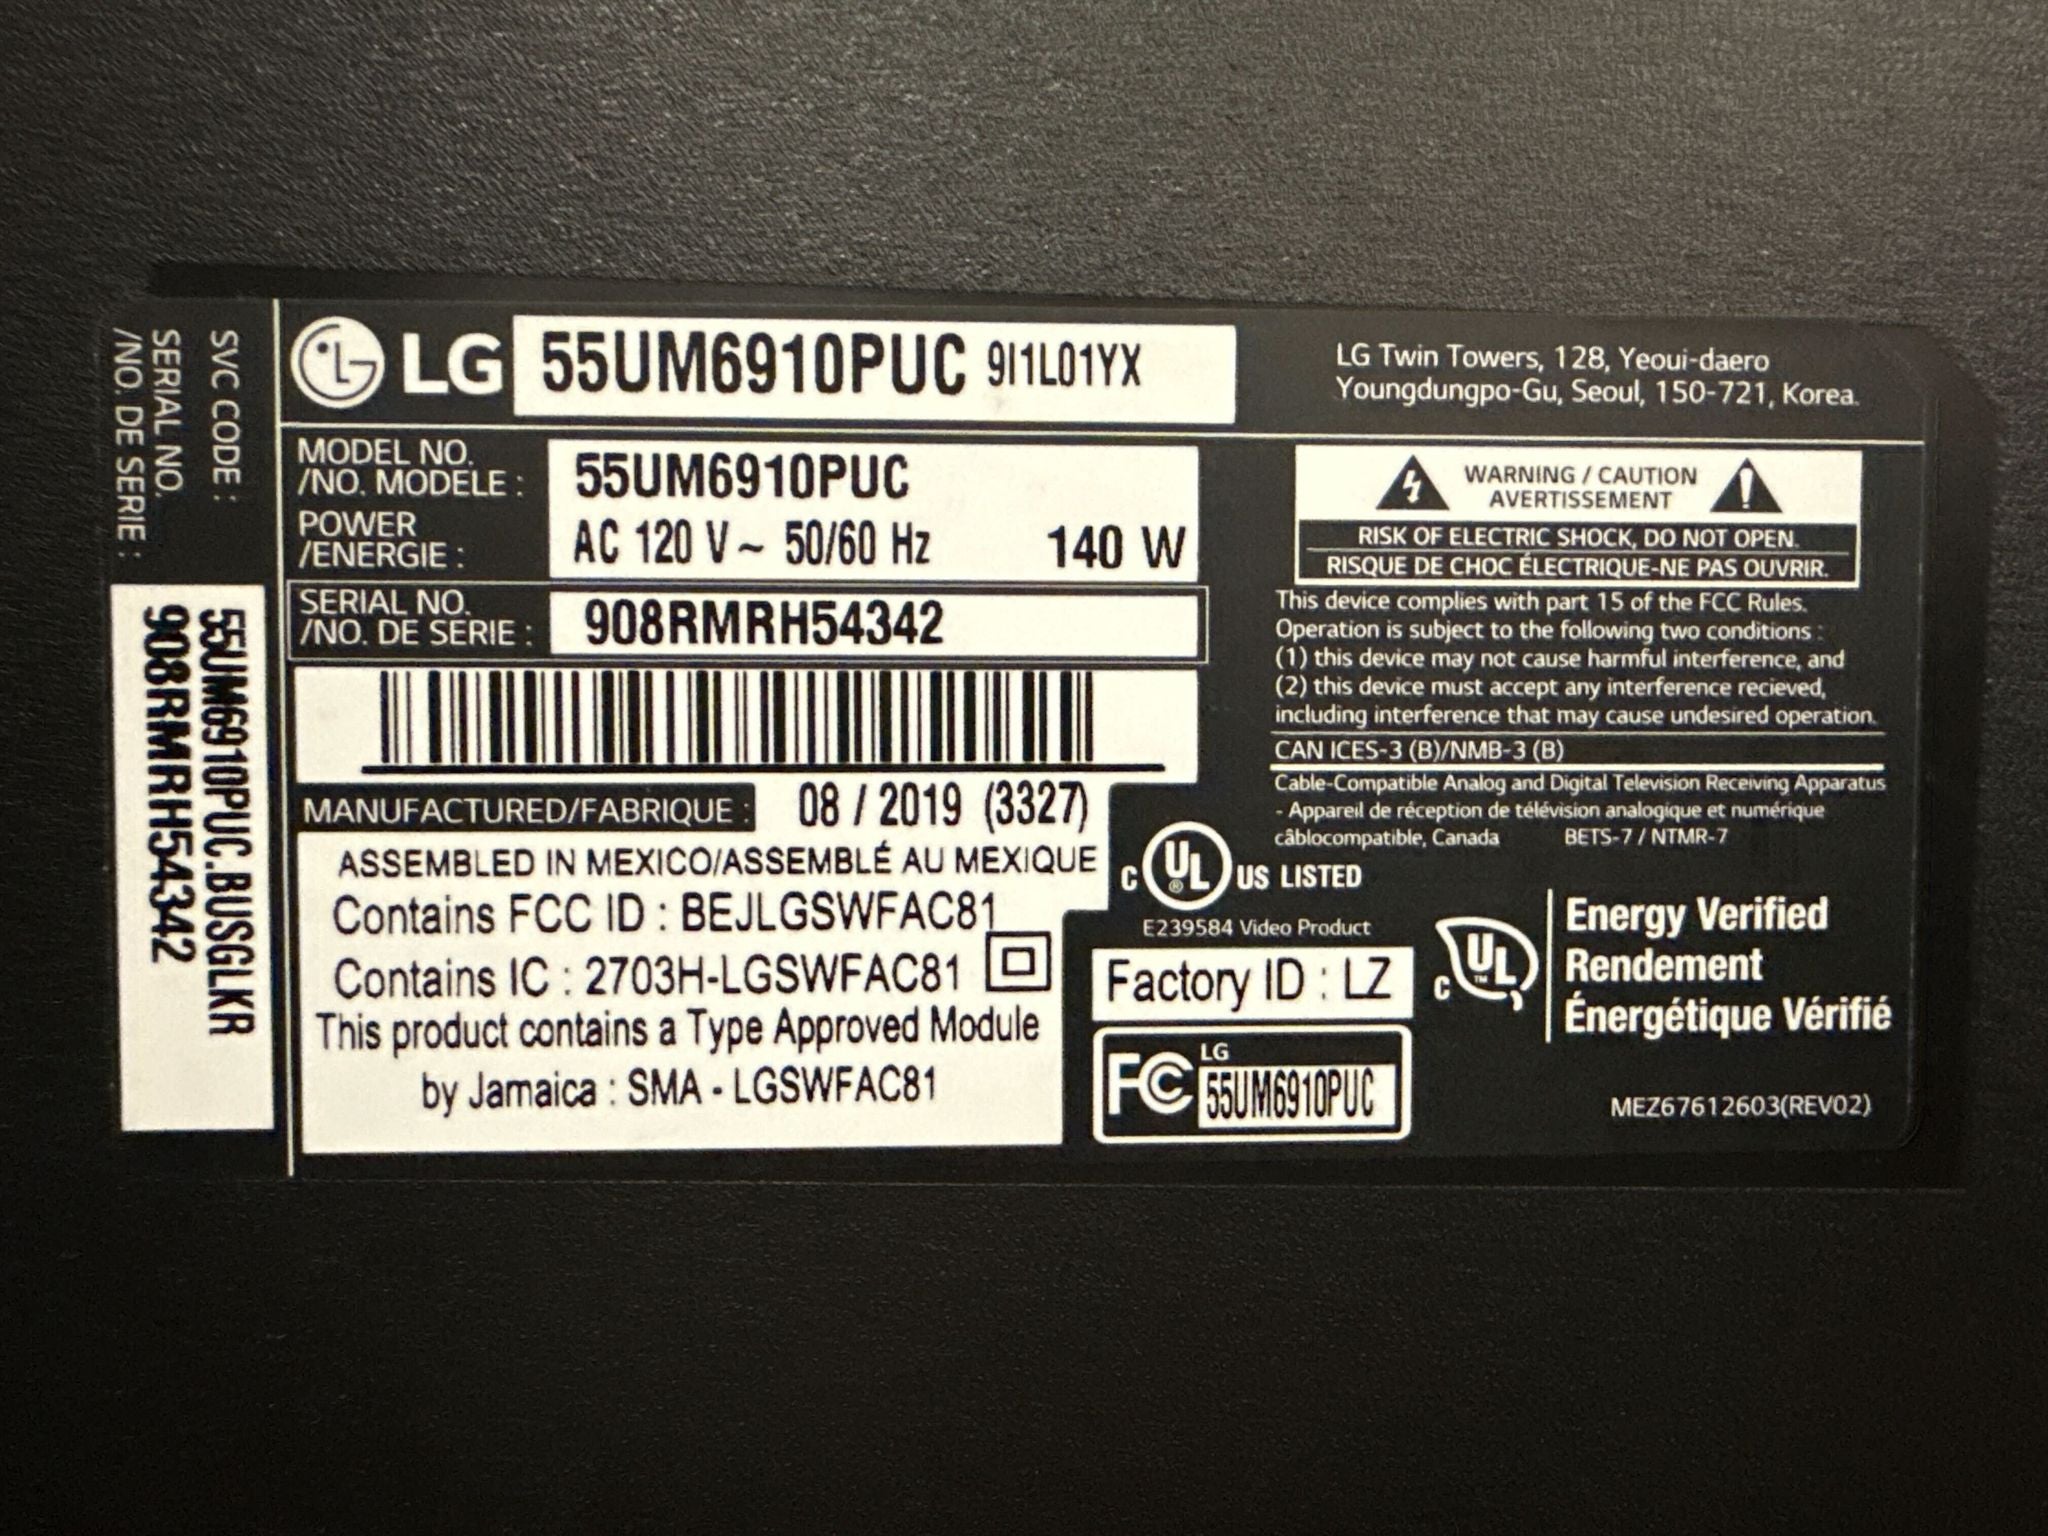 LG 55UM6910PUC 9I1L01YX
LG Twin Towers, 128, Yeoui-daero
Youngdungpo-Gu, Seoul, 150-721, Korea.
MODEL NO.
/NO. MODELE : 55UM6910PUC
POWER
/ENERGIE : AC 120 V ~ 50/60 Hz 140 W
SERIAL NO.
/NO. DE SERIE : 908RMRH54342
MANUFACTURED/FABRIQUE : 08 / 2019 (3327)
ASSEMBLED IN MEXICO/ASSEMBLÉ AU MEXIQUE
Contains FCC ID : BEJLGSWFAC81
Contains IC : 2703H-LGSWFAC81
This product contains a Type Approved Module
by Jamaica : SMA - LGSWFAC81
WARNING / CAUTION
AVERTISSEMENT
RISK OF ELECTRIC SHOCK, DO NOT OPEN.
RISQUE DE CHOC ÉLECTRIQUE-NE PAS OUVRIR.
This device complies with part 15 of the FCC Rules.
Operation is subject to the following two conditions :
(1) this device may not cause harmful interference, and
(2) this device must accept any interference recieved,
including interference that may cause undesired operation.
CAN ICES-3 (B)/NMB-3 (B)
Cable-Compatible Analog and Digital Television Receiving Apparatus
- Appareil de réception de télévision analogique et numérique
câblocompatible, Canada BETS-7 / NTMR-7
C UL ® US LISTED
E239584 Video Product
Factory ID : LZ
FC LG
55UM6910PUC
C UL ™
Energy Verified
Rendement
Énergétique Vérifié
MEZ67612603(REV02)
SVC CODE : 55UM6910PUC.BUSGLKR
SERIAL NO.
/NO. DE SERIE : 908RMRH54342